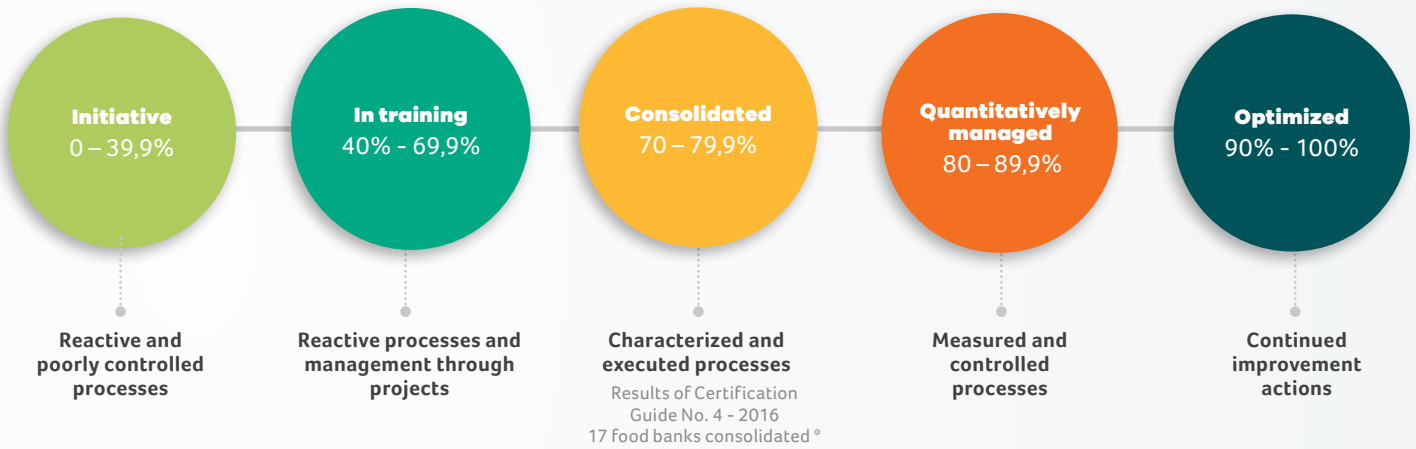 Initiative
0 – 39,9%
In training
40% - 69,9%
Consolidated
70 – 79,9%
Quantitatively
managed
80 – 89,9%
Optimized
90% - 100%
Reactive and
poorly controlled
processes
Reactive processes and
management through
projects
Characterized and
executed processes
Results of Certification
Guide No. 4 - 2016
17 food banks consolidated *
Measured and
controlled
processes
Continued
improvement
actions